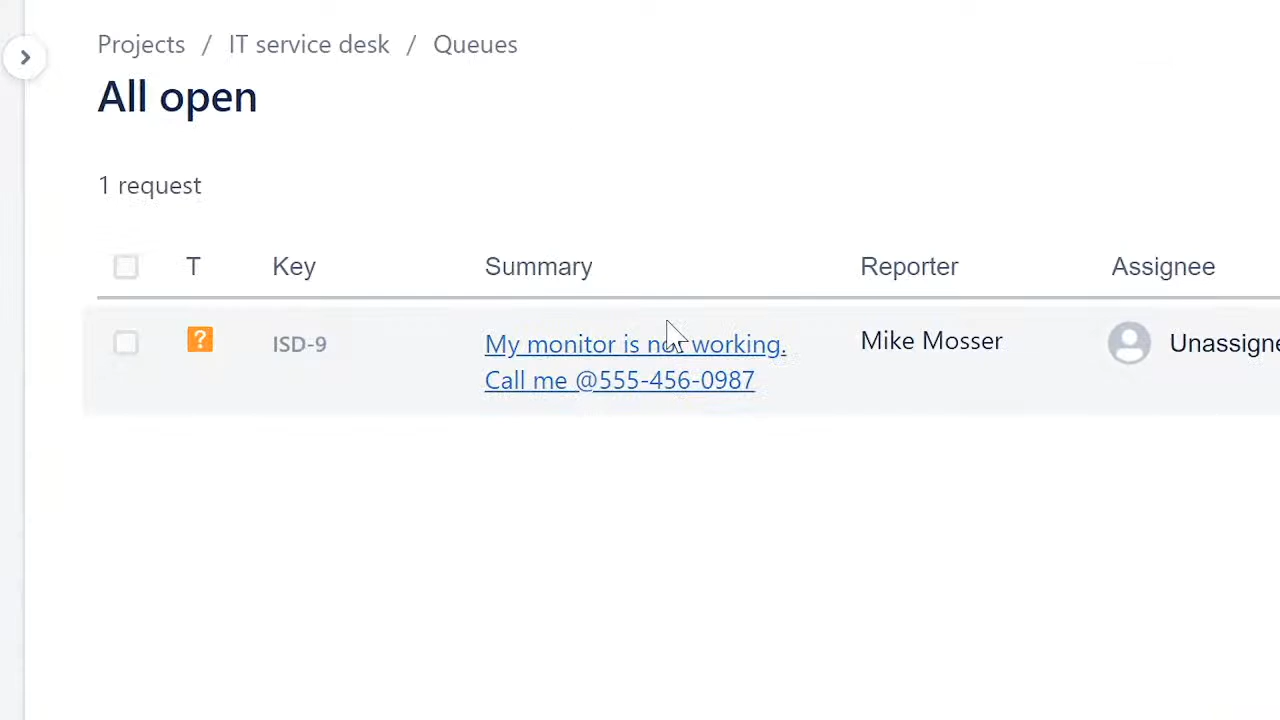 Projects / IT service desk / Queues
All open
1 request
T Key Summary Reporter Assignee
? ISD-9 My monitor is not working. Mike Mosser Unassigne
Call me @555-456-0987